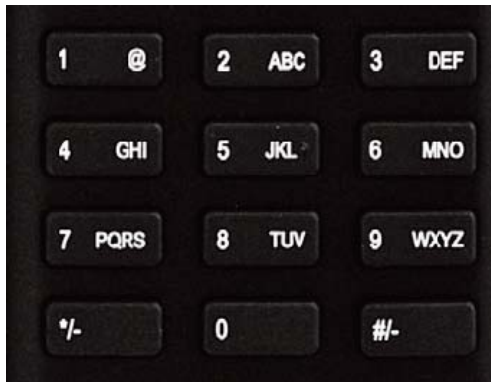 1 @ 2 ABC 3 DEF
4 GHI 5 JKL 6 MNO
7 PQRS 8 TUV 9 WXYZ
*/- 0 #/-